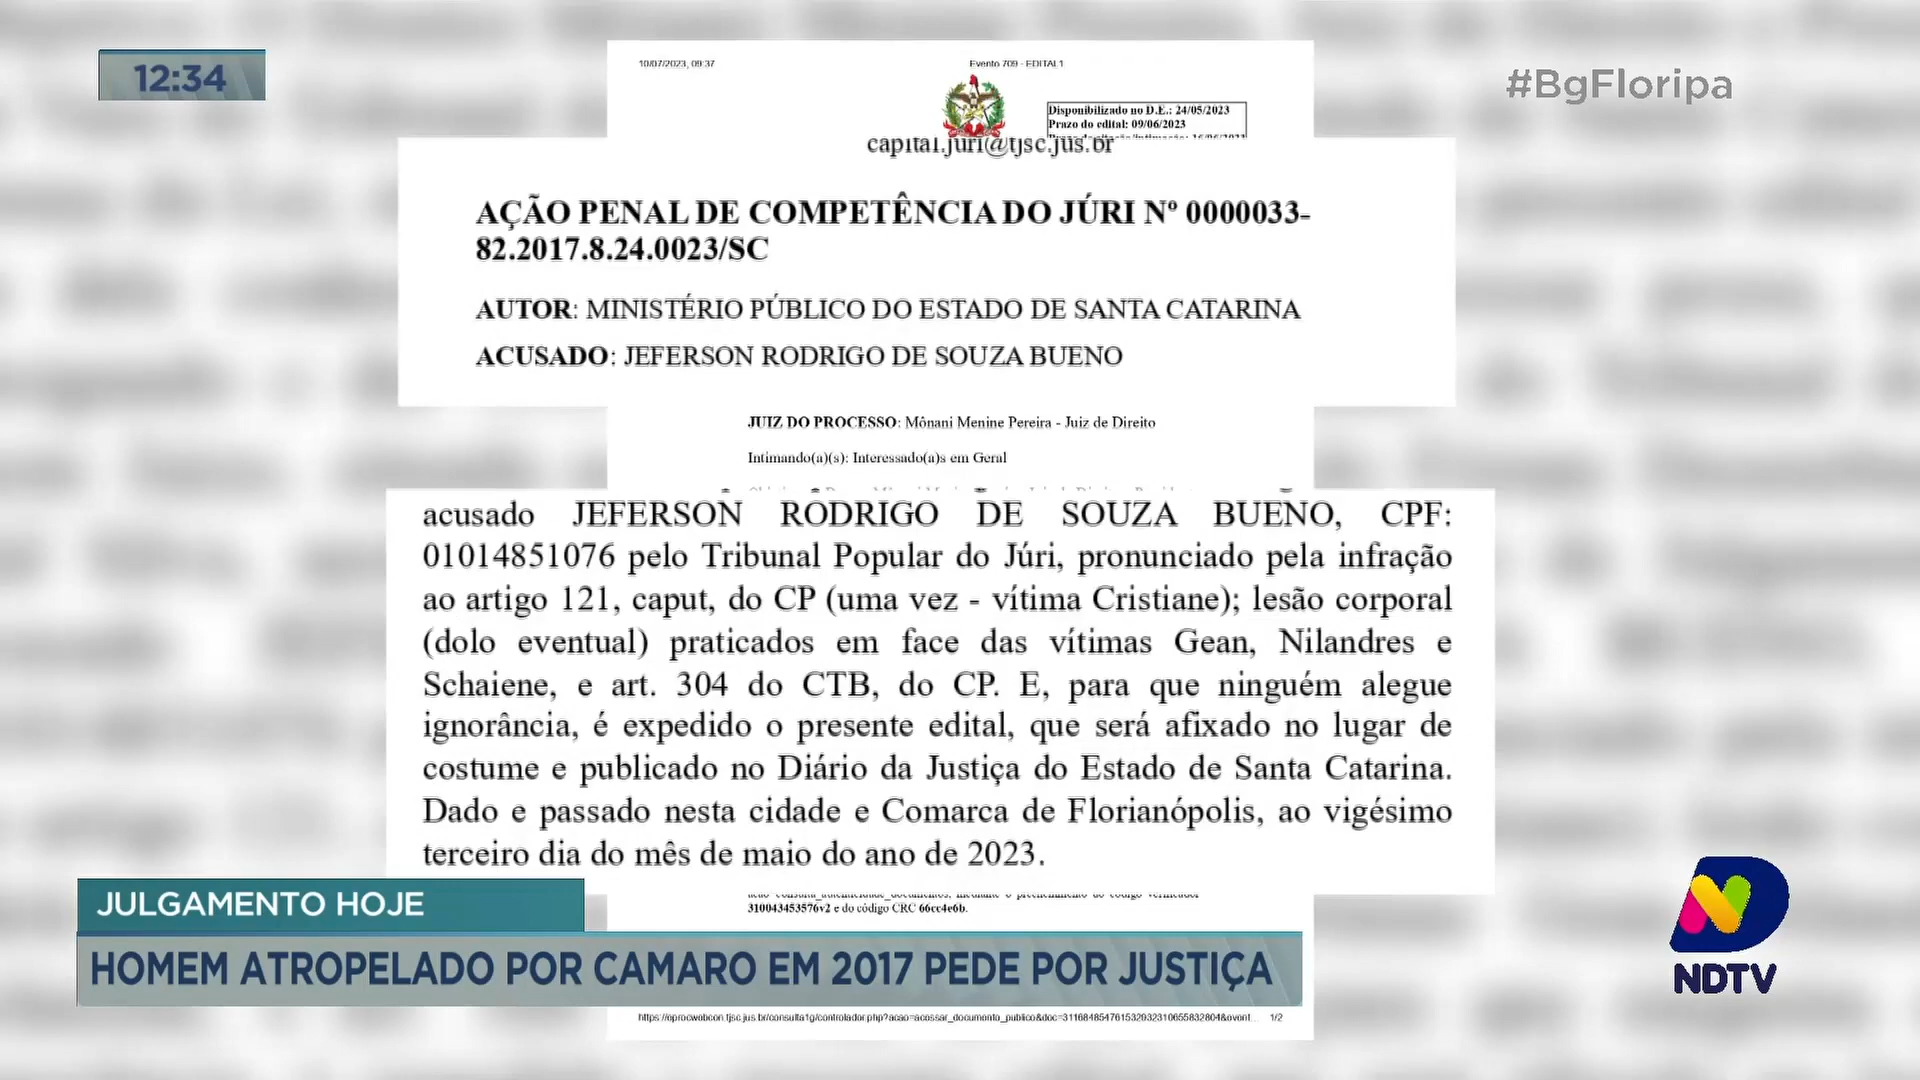 12:34
#BgFloripa
10/07/2023, 09:37
Evento 709 - EDITAL1
Disponibilizado no D.E.: 24/05/2023
Prazo do edital: 09/06/2023
capital.juri@tjsc.jus.br
AÇÃO PENAL DE COMPETÊNCIA DO JÚRI Nº 0000033-
82.2017.8.24.0023/SC
AUTOR: MINISTÉRIO PÚBLICO DO ESTADO DE SANTA CATARINA
ACUSADO: JEFERSON RODRIGO DE SOUZA BUENO
JUIZ DO PROCESSO: Mônani Menine Pereira - Juiz de Direito
Intimando(a)(s): Interessado(a)s em Geral
acusado JEFERSON RODRIGO DE SOUZA BUENO, CPF:
01014851076 pelo Tribunal Popular do Júri, pronunciado pela infração
ao artigo 121, caput, do CP (uma vez - vítima Cristiane); lesão corporal
(dolo eventual) praticados em face das vítimas Gean, Nilandres e
Schaiene, e art. 304 do CTB, do CP. E, para que ninguém alegue
ignorância, é expedido o presente edital, que será afixado no lugar de
costume e publicado no Diário da Justiça do Estado de Santa Catarina.
Dado e passado nesta cidade e Comarca de Florianópolis, ao vigésimo
terceiro dia do mês de maio do ano de 2023.
310043453576v2 e do código CRC 66cc4e6b.
JULGAMENTO HOJE
HOMEM ATROPELADO POR CAMARO EM 2017 PEDE POR JUSTIÇA
NDTV
1/2